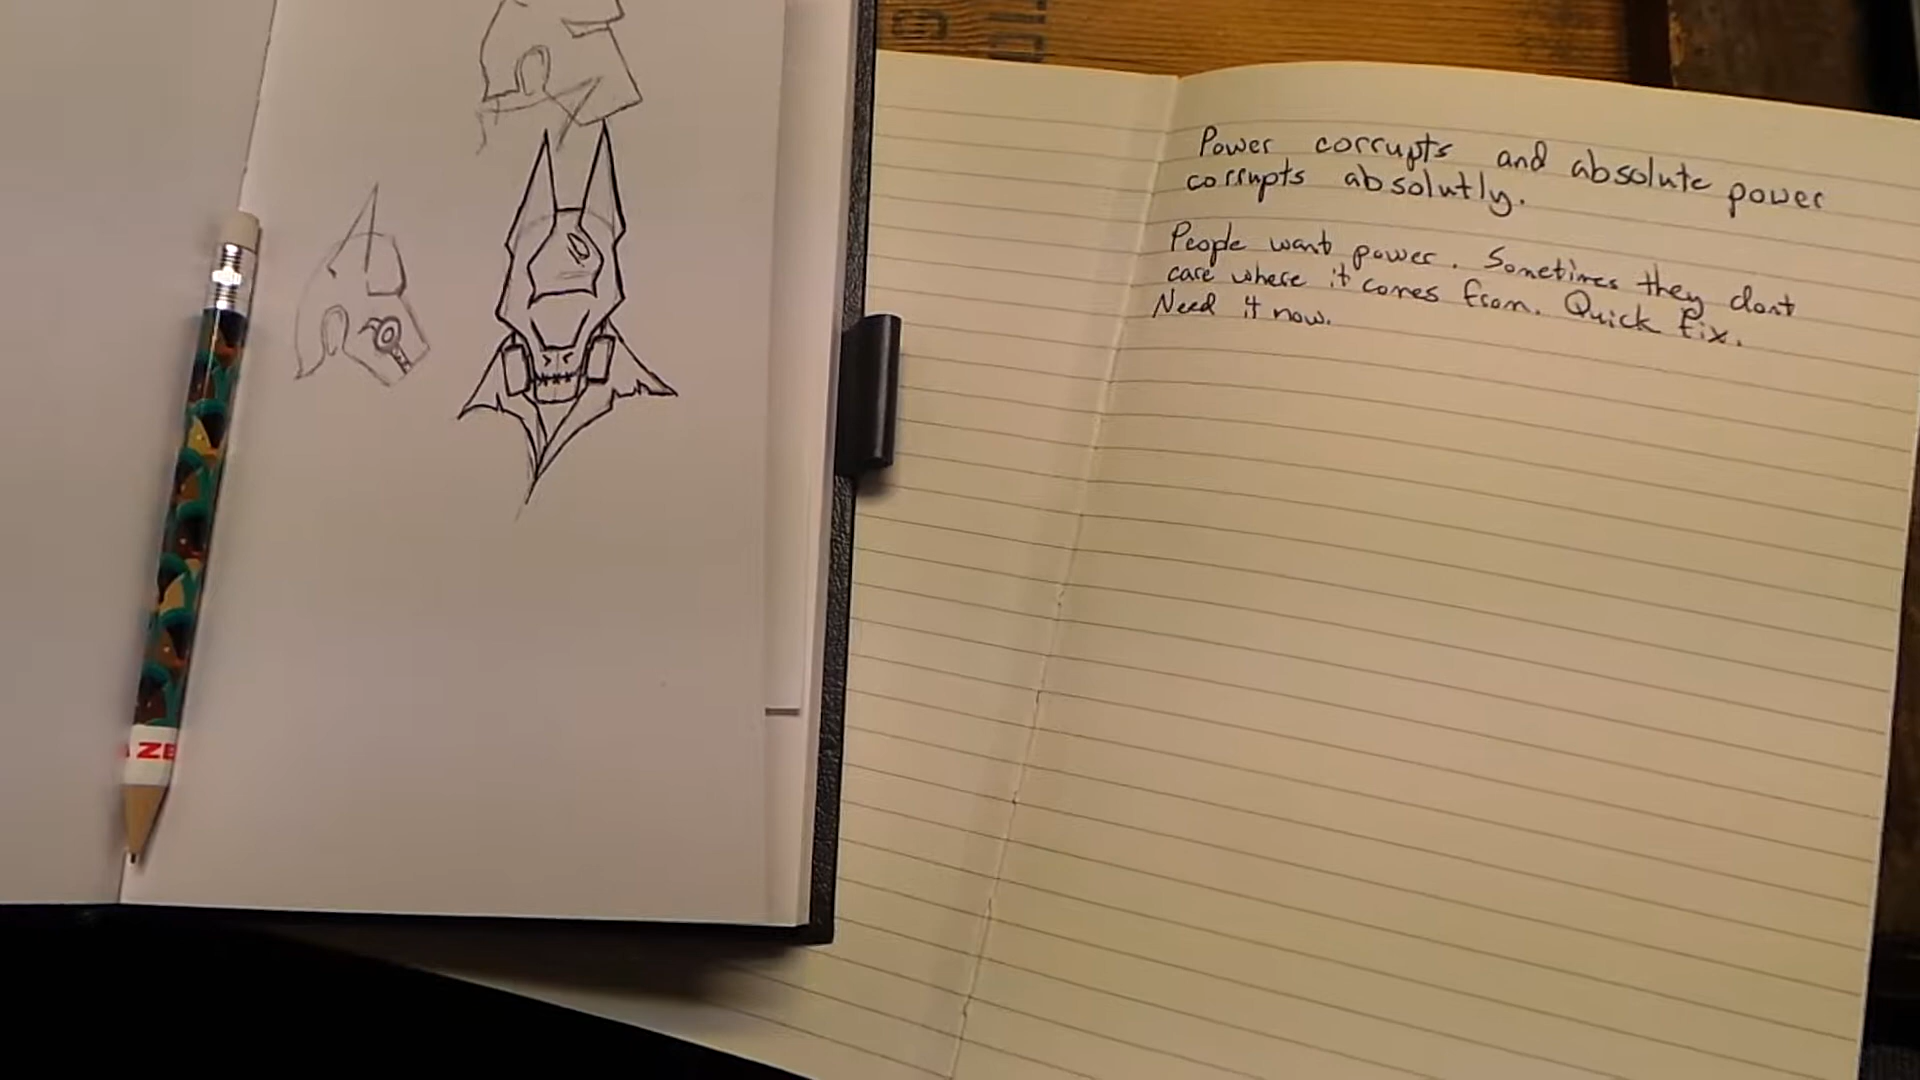 Power corrupts and absolute power
corrupts absolutly.
People want power. Sometimes they dont
care where it comes from. Quick fix.
Need it now.
ZE